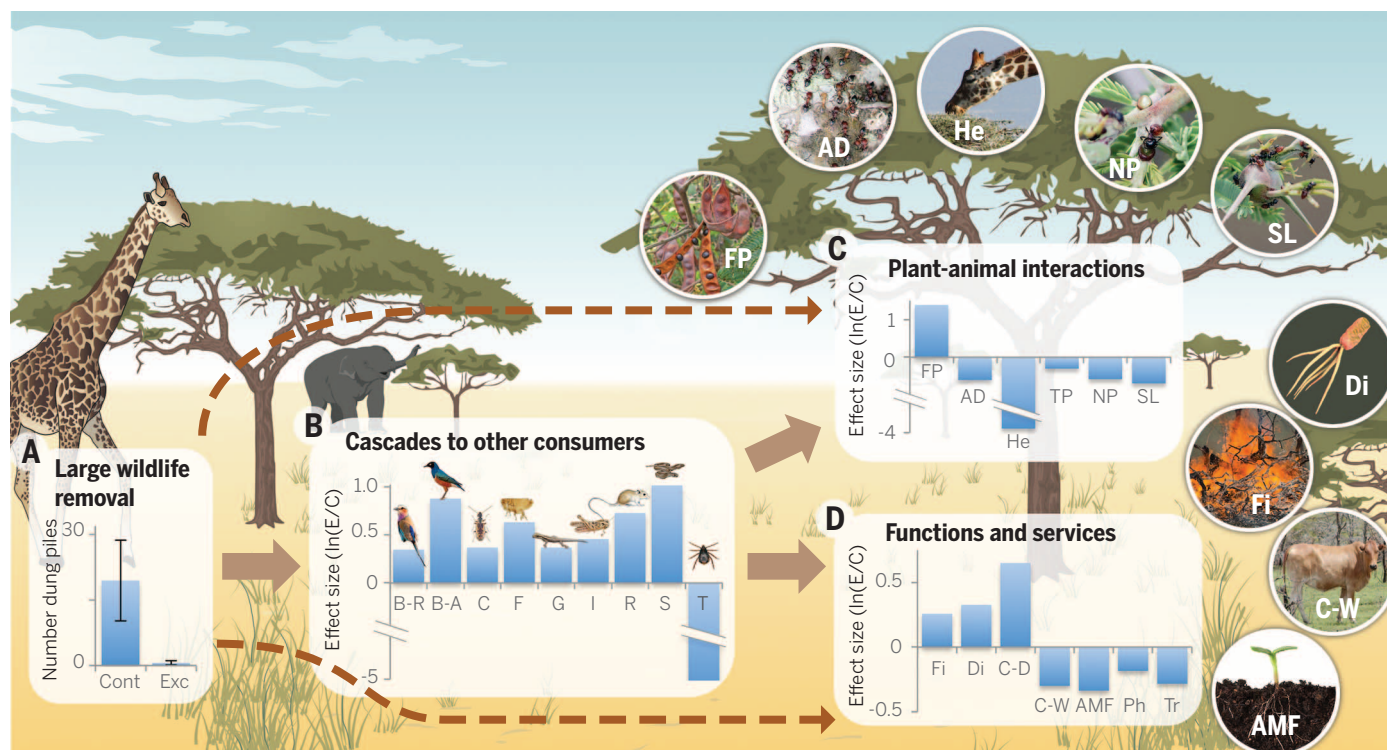 AD
He
NP
SL
FP
Di
Fi
C-W
AMF
A
Large wildlife
removal
Number dung piles
30
0
Cont
Exc
B
Cascades to other consumers
Effect size (ln(E/C)
1.0
0.5
0
-5
B-R
B-A
C
F
G
I
R
S
T
C
Plant-animal interactions
Effect size (ln(E/C)
1
0
-4
FP
AD
He
TP
NP
SL
D
Functions and services
Effect size (ln(E/C)
0.5
0
-0.5
Fi
Di
C-D
C-W
AMF
Ph
Tr